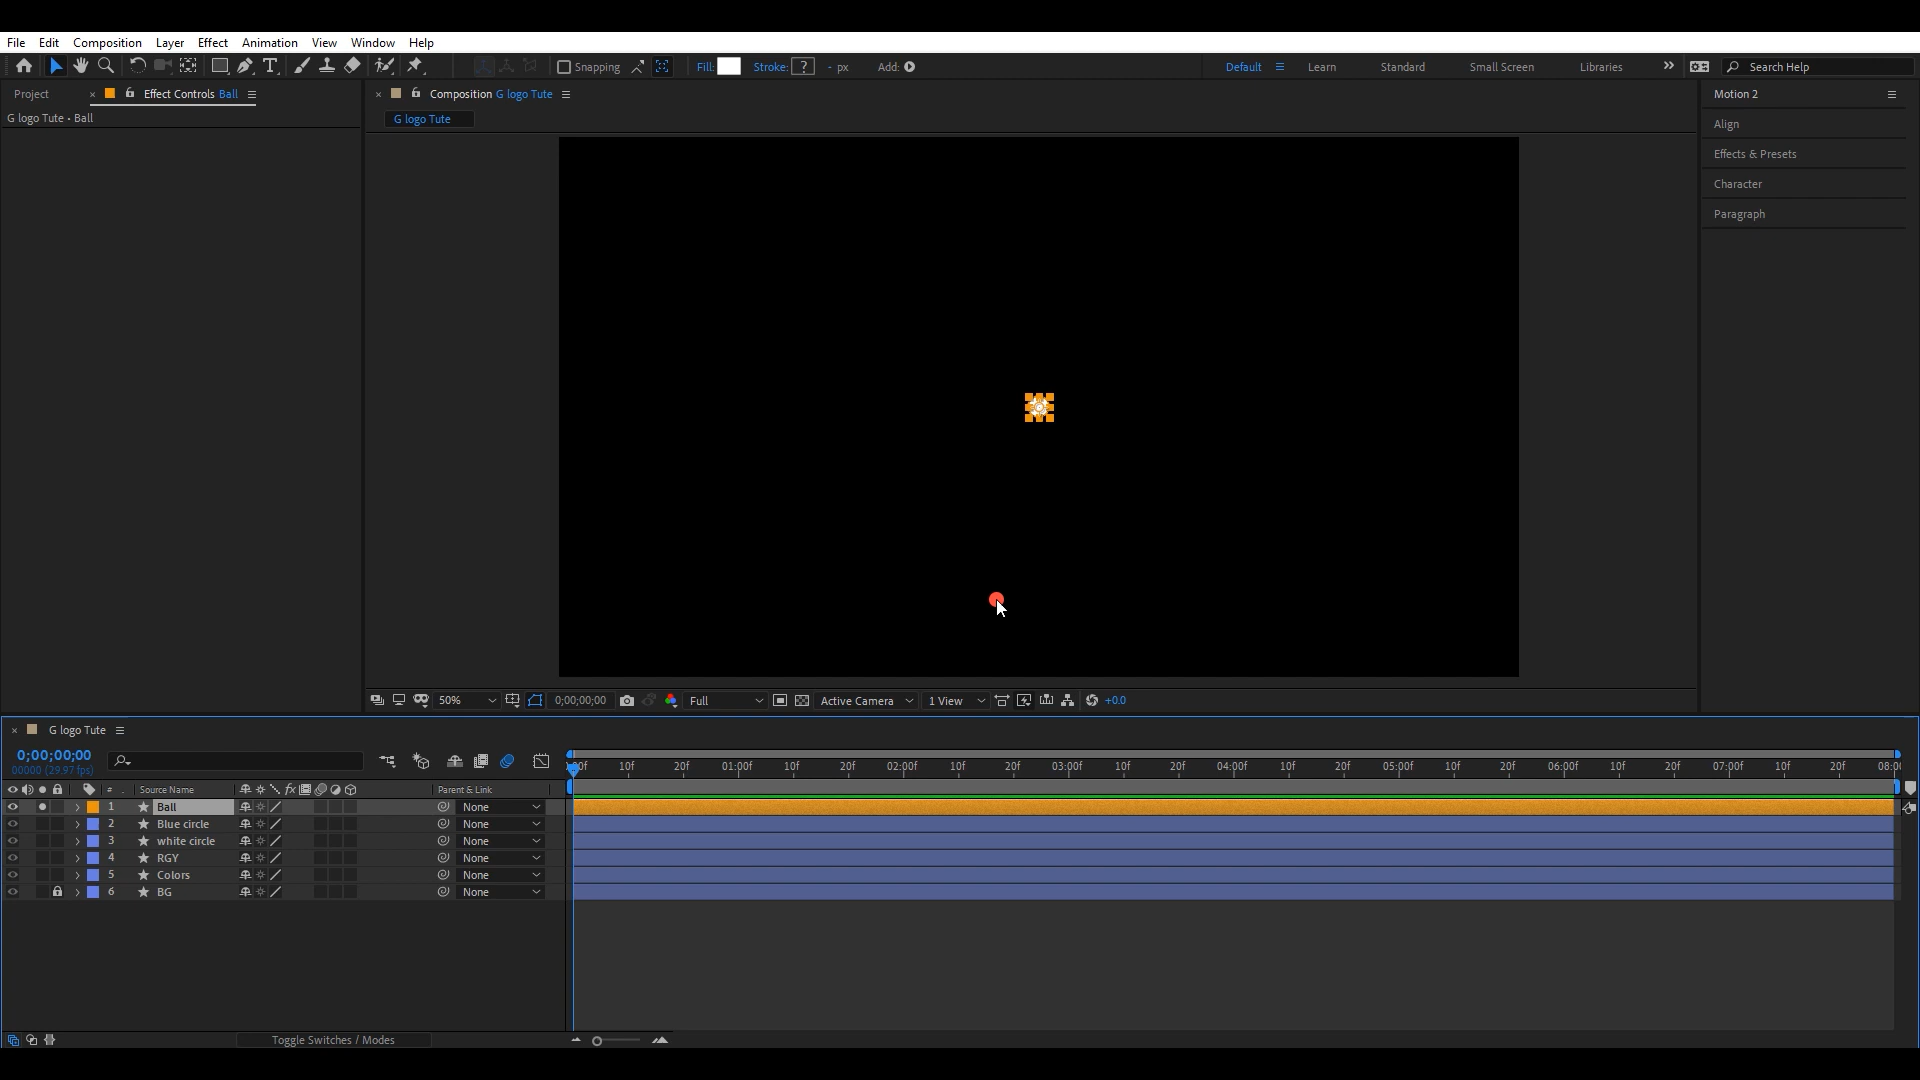 File Edit Composition Layer Effect Animation View Window Help
Snapping Fill: Stroke: ? - px Add: Default Learn Standard Small Screen Libraries » Search Help
Project × Effect Controls Ball × Composition G logo Tute Motion 2
G logo Tute • Ball G logo Tute
Align
Effects & Presets
Character
Paragraph
50% 0;00;00;00 Full Active Camera 1 View +0.0
× G logo Tute
0;00;00;00
00000 (29.97 fps)
10f 20f 01:00f 10f 20f 02:00f 10f 20f 03:00f 10f 20f 04:00f 10f 20f 05:00f 10f 20f 06:00f 10f 20f 07:00f 10f 20f
# . Source Name fx Parent & Link
1 Ball None
2 Blue circle None
3 white circle None
4 RGY None
5 Colors None
6 BG None
Toggle Switches / Modes